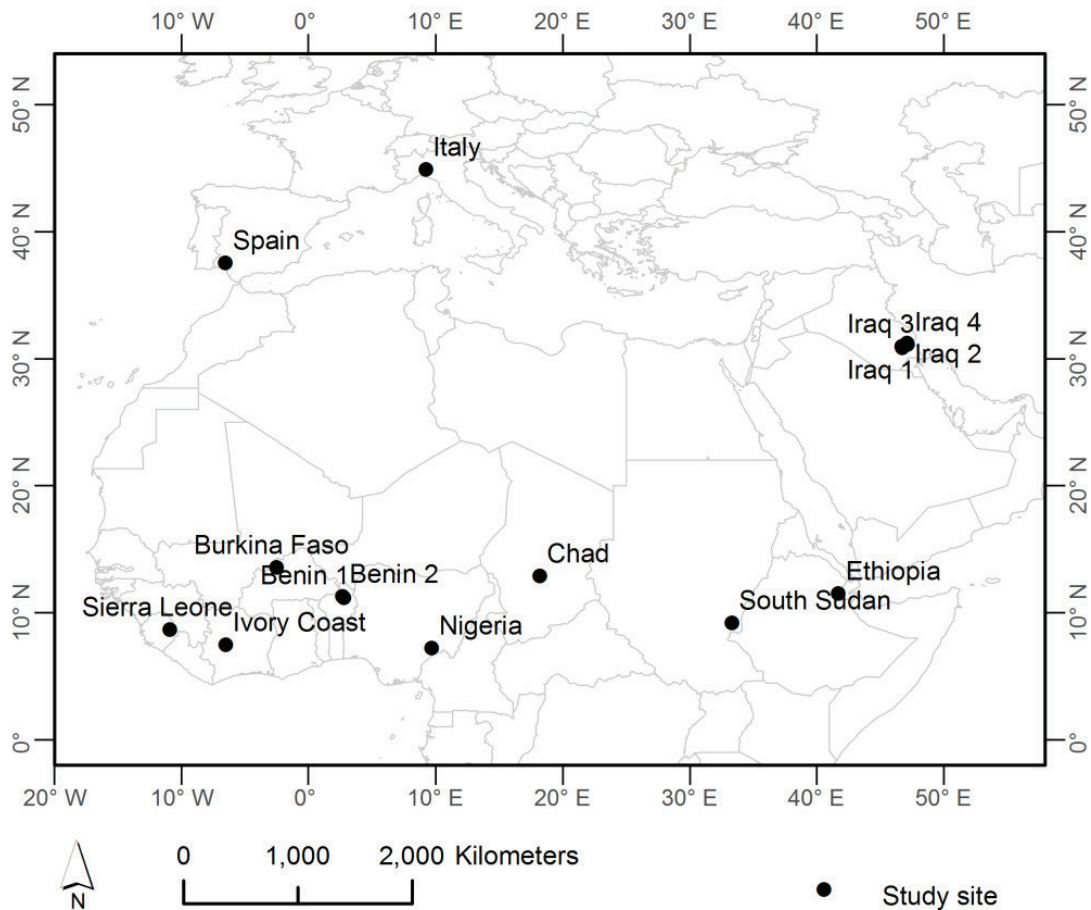 10° W 0° 10° E 20° E 30° E 40° E 50° E
50° N 50° N
Italy
40° N 40° N
Spain
Iraq 3 Iraq 4
30° N 30° N
Iraq 1 Iraq 2
20° N 20° N
Burkina Faso
Chad
Benin 1 Benin 2
Ethiopia
Sierra Leone
South Sudan
10° N 10° N
Ivory Coast
Nigeria
0° 0°
20° W 10° W 0° 10° E 20° E 30° E 40° E 50° E
0 1,000 2,000 Kilometers
N
Study site